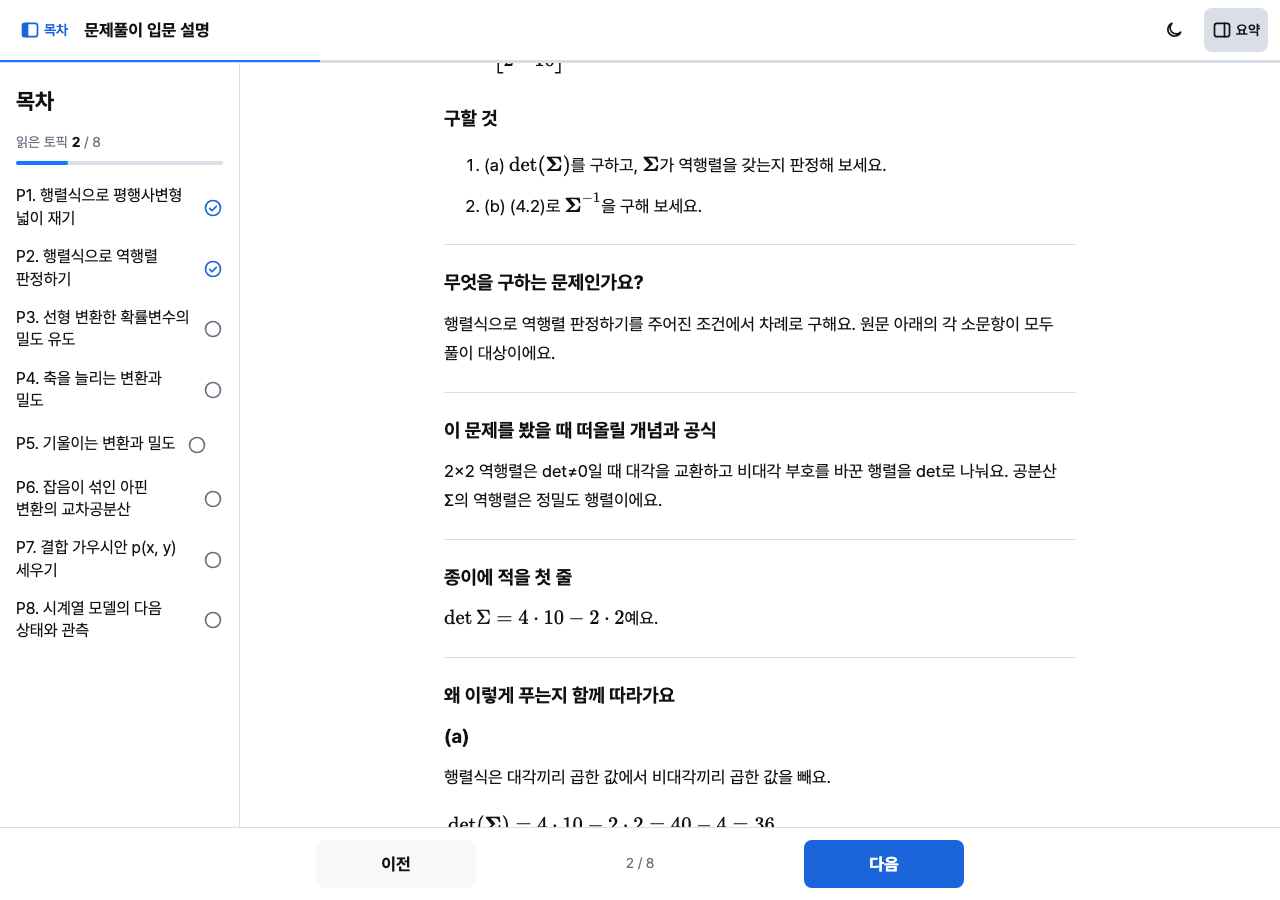 목차 문제풀이 입문 설명 요약
목차
읽은 토픽 2 / 8
P1. 행렬식으로 평행사변형
넓이 재기
P2. 행렬식으로 역행렬
판정하기
P3. 선형 변환한 확률변수의
밀도 유도
P4. 축을 늘리는 변환과
밀도
P5. 기울이는 변환과 밀도
P6. 잡음이 섞인 아핀
변환의 교차공분산
P7. 결합 가우시안 p(x, y)
세우기
P8. 시계열 모델의 다음
상태와 관측
구할 것
1. (a) det(Σ)를 구하고, Σ가 역행렬을 갖는지 판정해 보세요.
2. (b) (4.2)로 Σ⁻¹을 구해 보세요.
무엇을 구하는 문제인가요?
행렬식으로 역행렬 판정하기를 주어진 조건에서 차례로 구해요. 원문 아래의 각 소문항이 모두
풀이 대상이에요.
이 문제를 봤을 때 떠올릴 개념과 공식
2×2 역행렬은 det≠0일 때 대각을 교환하고 비대각 부호를 바꾼 행렬을 det로 나눠요. 공분산
Σ의 역행렬은 정밀도 행렬이에요.
종이에 적을 첫 줄
det Σ = 4 · 10 − 2 · 2예요.
왜 이렇게 푸는지 함께 따라가요
(a)
행렬식은 대각끼리 곱한 값에서 비대각끼리 곱한 값을 빼요.
det(Σ) = 4 · 10 − 2 · 2 = 40 − 4 = 36
이전 2 / 8 다음